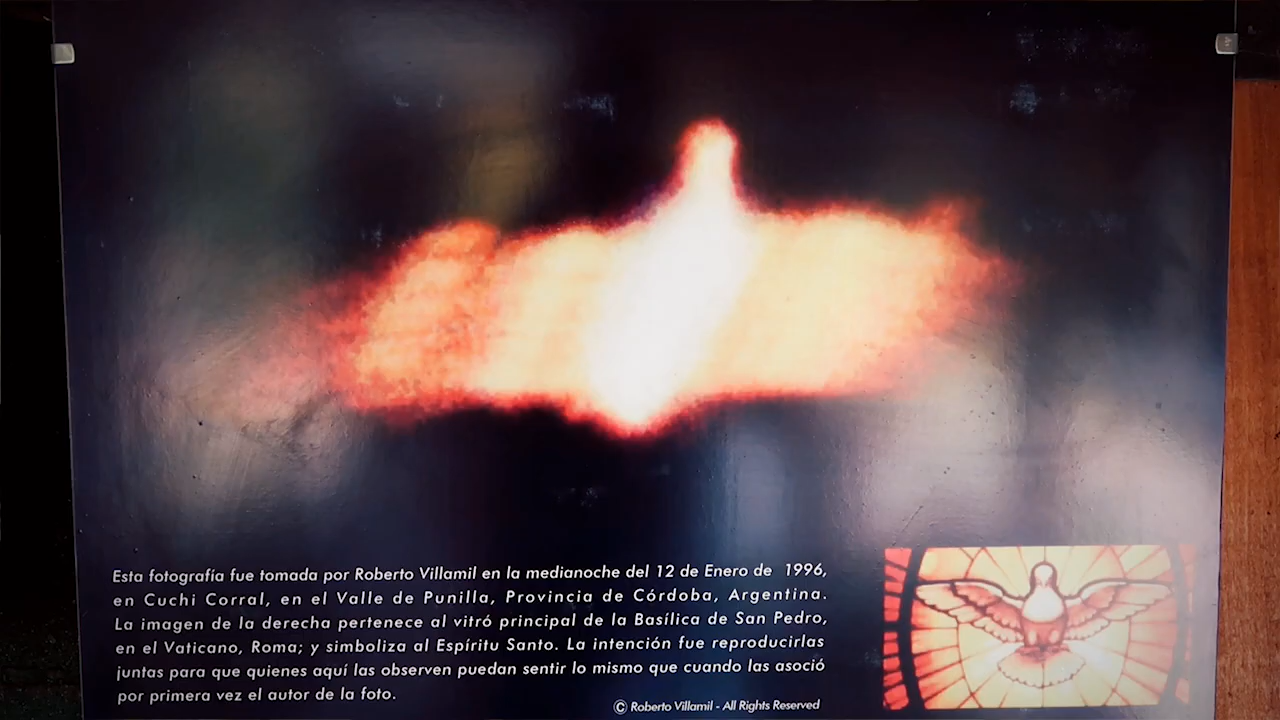 Esta fotografía fue tomada por Roberto Villamil en la medianoche del 12 de Enero de 1996,
en Cuchi Corral, en el Valle de Punilla, Provincia de Córdoba, Argentina.
La imagen de la derecha pertenece al vitró principal de la Basílica de San Pedro,
en el Vaticano, Roma; y simboliza al Espíritu Santo. La intención fue reproducirlas
juntas para que quienes aquí las observen puedan sentir lo mismo que cuando las asoció
por primera vez el autor de la foto.
© Roberto Villamil - All Rights Reserved